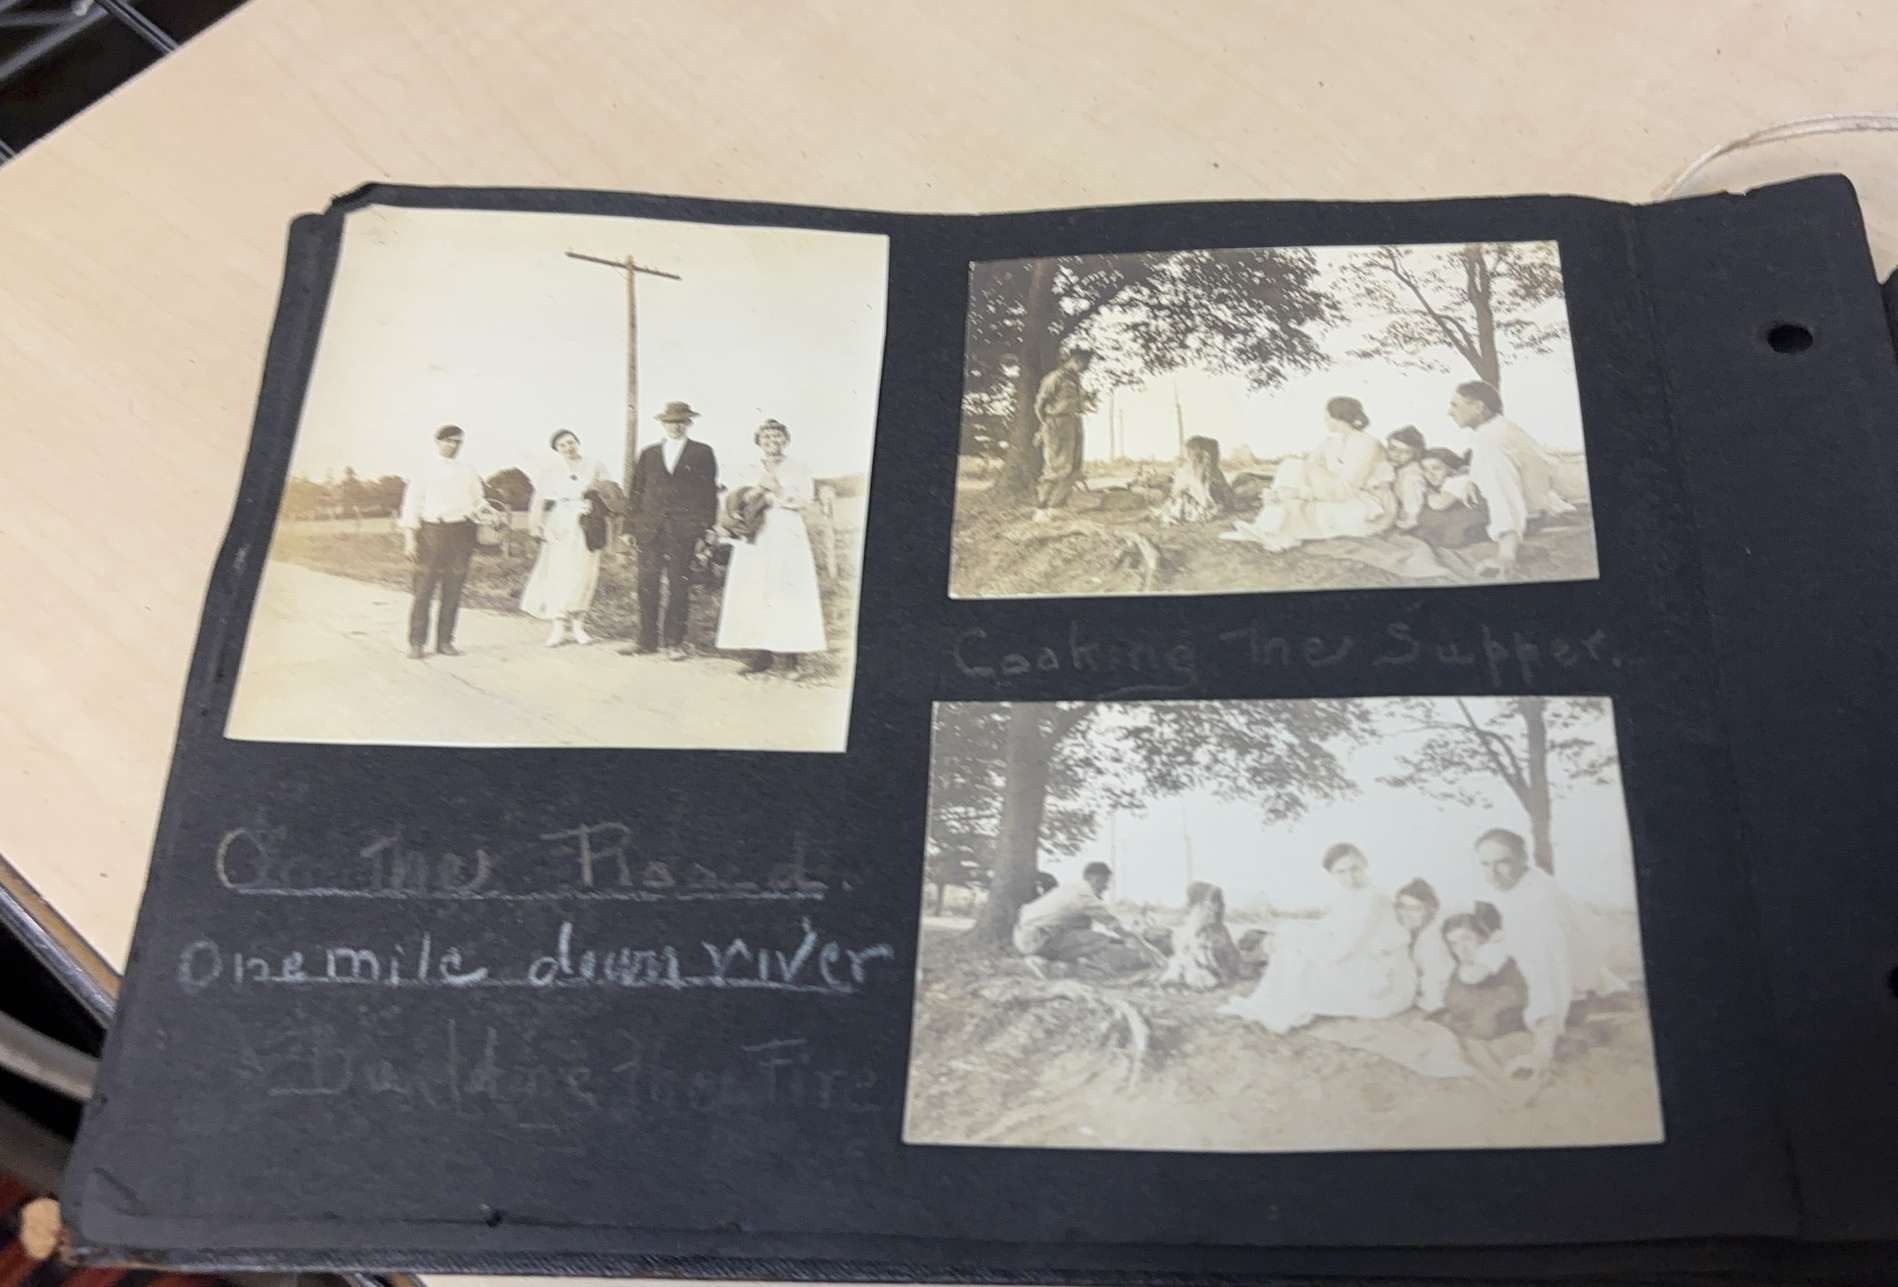 On The Road.
One mile down river
Building The Fire
Cooking The Supper.